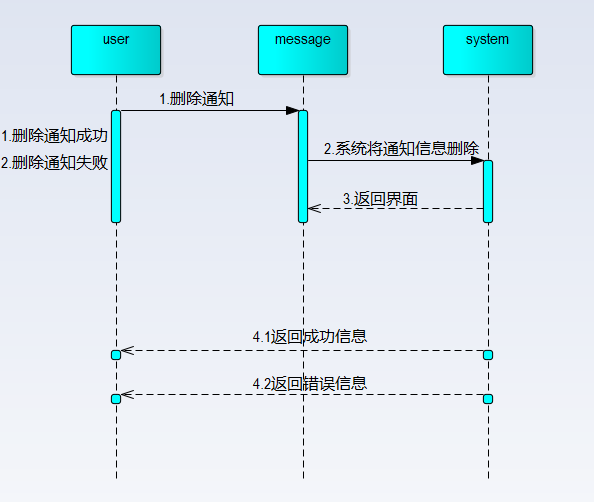 user
message
system
1.删除通知
1.删除通知成功
2.系统将通知信息删除
2.删除通知失败
3.返回界面
4.1返回成功信息
4.2返回错误信息